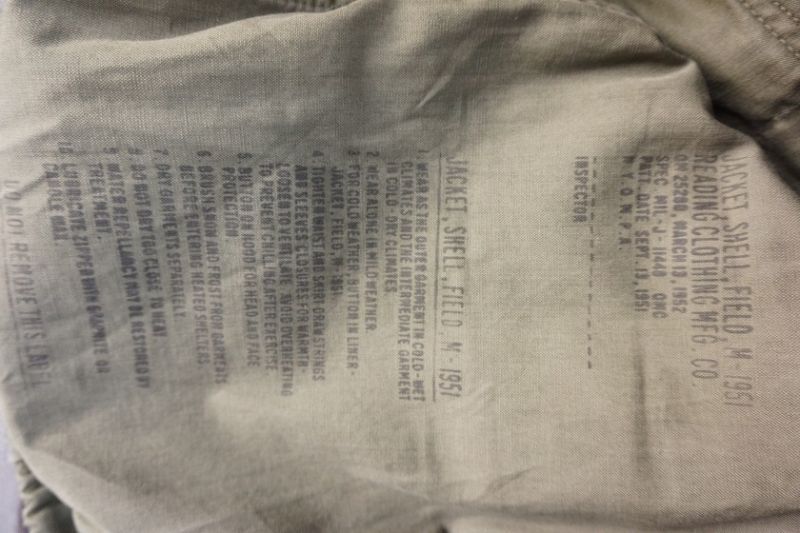 JACKET, SHELL, FIELD, M-1951
READING CLOTHING MFG. CO.
MARCH 13, 1952
SPEC MIL-J-11448 QMC
PATT. DATE SEPT. 13, 1951
M Y Q M P A
INSPECTOR
JACKET, SHELL, FIELD, M-1951
1. WEAR AS THE OUTER GARMENT IN COLD-WET
CLIMATES AND THE INTERMEDIATE GARMENT
IN COLD-DRY CLIMATES
2. WEAR ALONE IN MILD WEATHER.
3. FOR COLD WEATHER, BUTTON IN LINER-
JACKET, FIELD, M-1951
4. TIGHTEN WAIST AND SKIRT DRAWSTRINGS
AND SLEEVES CLOSURES FOR WARMTH-
LOOSEN TO VENTILATE. AVOID OVERHEATING
TO PREVENT CHILLING AFTER EXERCISE
5. BUTTON ON HOOD FOR HEAD AND FACE
PROTECTION.
6. BRUSH SNOW AND FROST FROM GARMENTS
BEFORE ENTERING HEATED SHELTERS
7. DRY GARMENTS SEPARATELY.
8. DO NOT DRY TOO CLOSE TO HEAT
9. WATER REPELLANCY MAY BE RESTORED BY
TREATMENT.
10. LUBRICATE ZIPPER WITH GRAPHITE OR
CANDLE WAX.
DO NOT REMOVE THIS LABEL